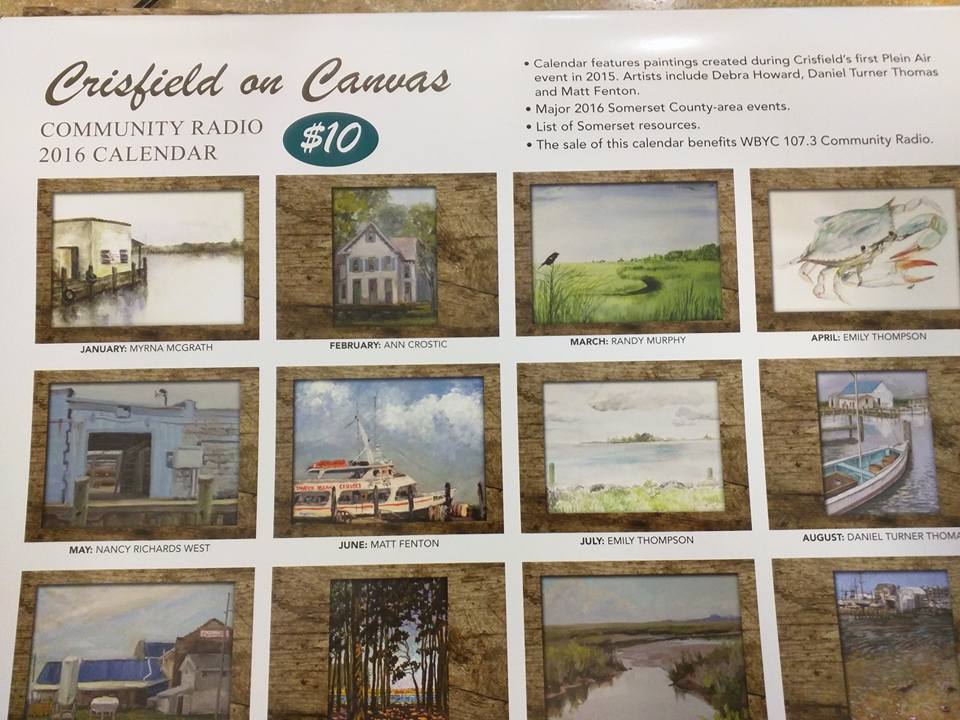 Crisfield on Canvas
COMMUNITY RADIO
2016 CALENDAR
$10
• Calendar features paintings created during Crisfield's first Plein Air
event in 2015. Artists include Debra Howard, Daniel Turner Thomas
and Matt Fenton.
• Major 2016 Somerset County-area events.
• List of Somerset resources.
• The sale of this calendar benefits WBYC 107.3 Community Radio.
JANUARY: MYRNA MCGRATH
FEBRUARY: ANN CROSTIC
MARCH: RANDY MURPHY
APRIL: EMILY THOMPSON
CRUISES
MAY: NANCY RICHARDS WEST
JUNE: MATT FENTON
JULY: EMILY THOMPSON
AUGUST: DANIEL TURNER THOMA